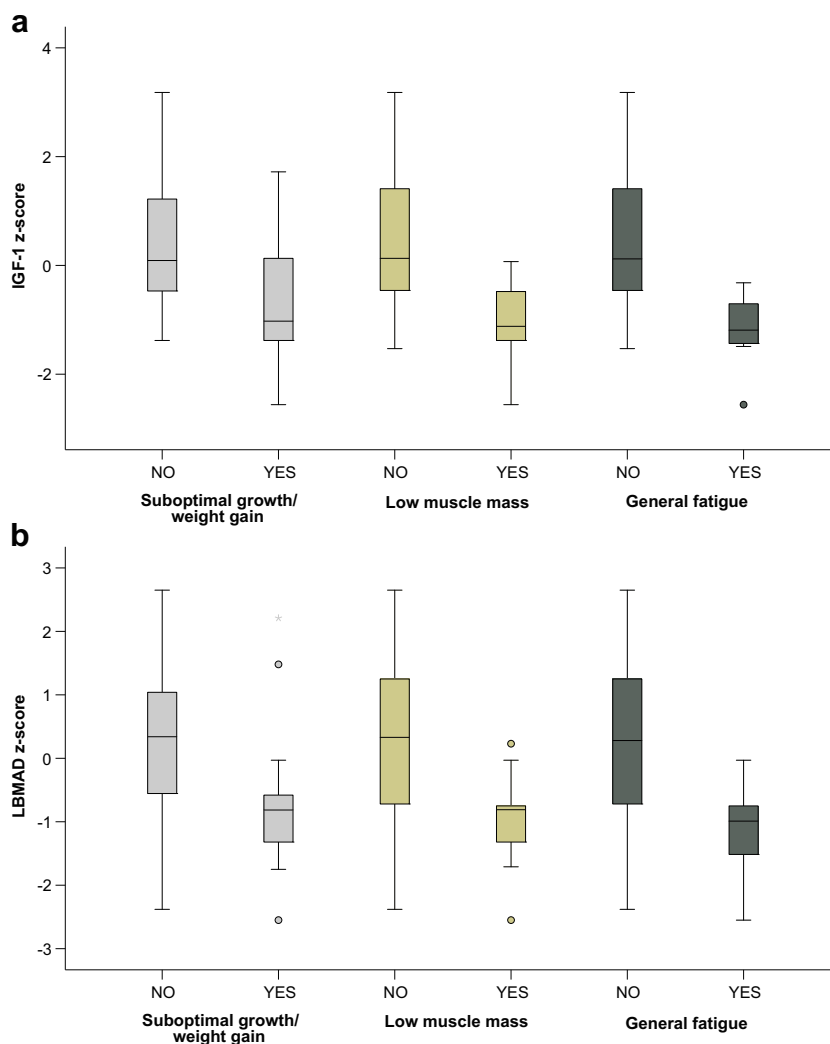 a
4
2
0
-2
IGF-1 z-score
NO YES NO YES NO YES
Suboptimal growth/
weight gain
Low muscle mass
General fatigue
b
3
2
1
0
-1
-2
-3
LBMAD z-score
*
NO YES NO YES NO YES
Suboptimal growth/
weight gain
Low muscle mass
General fatigue